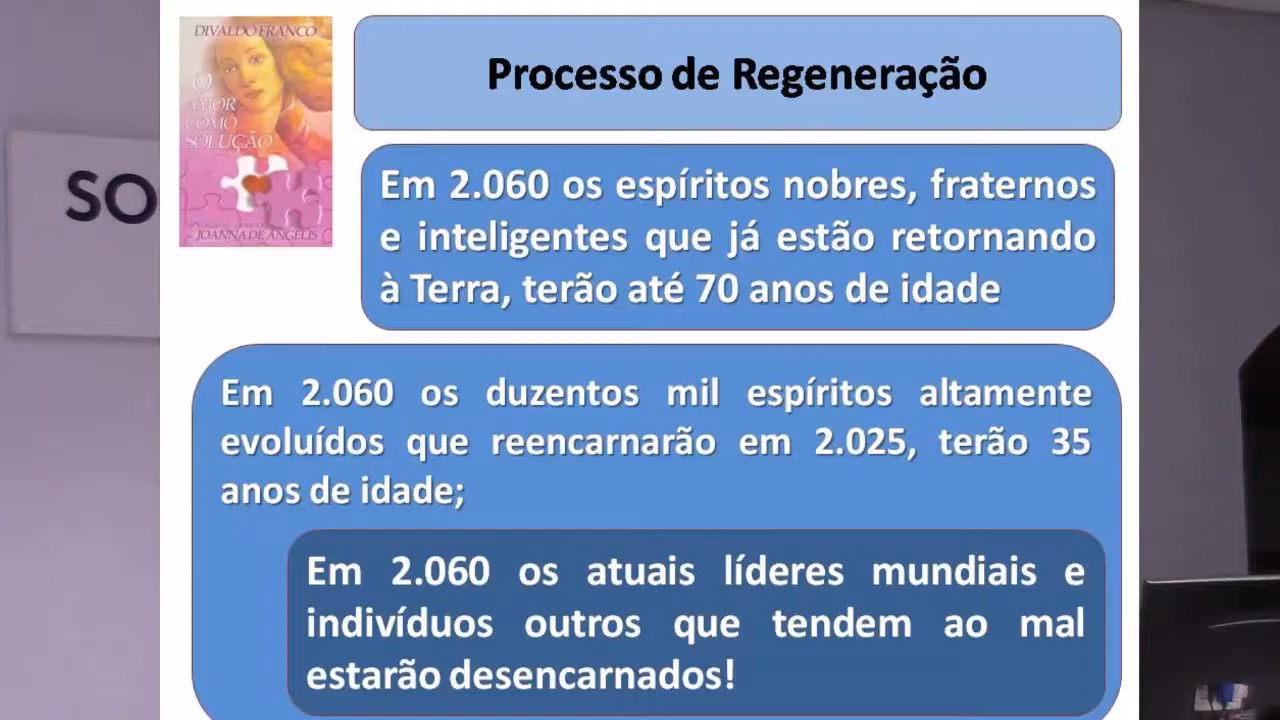 DIVALDO FRANCO
O
AMOR
COMO
SOLUÇÃO
JOANNA DE ÂNGELIS
SO
Processo de Regeneração
Em 2.060 os espíritos nobres, fraternos
e inteligentes que já estão retornando
à Terra, terão até 70 anos de idade
Em 2.060 os duzentos mil espíritos altamente
evoluídos que reencarnarão em 2.025, terão 35
anos de idade;
Em 2.060 os atuais líderes mundiais e
indivíduos outros que tendem ao mal
estarão desencarnados!